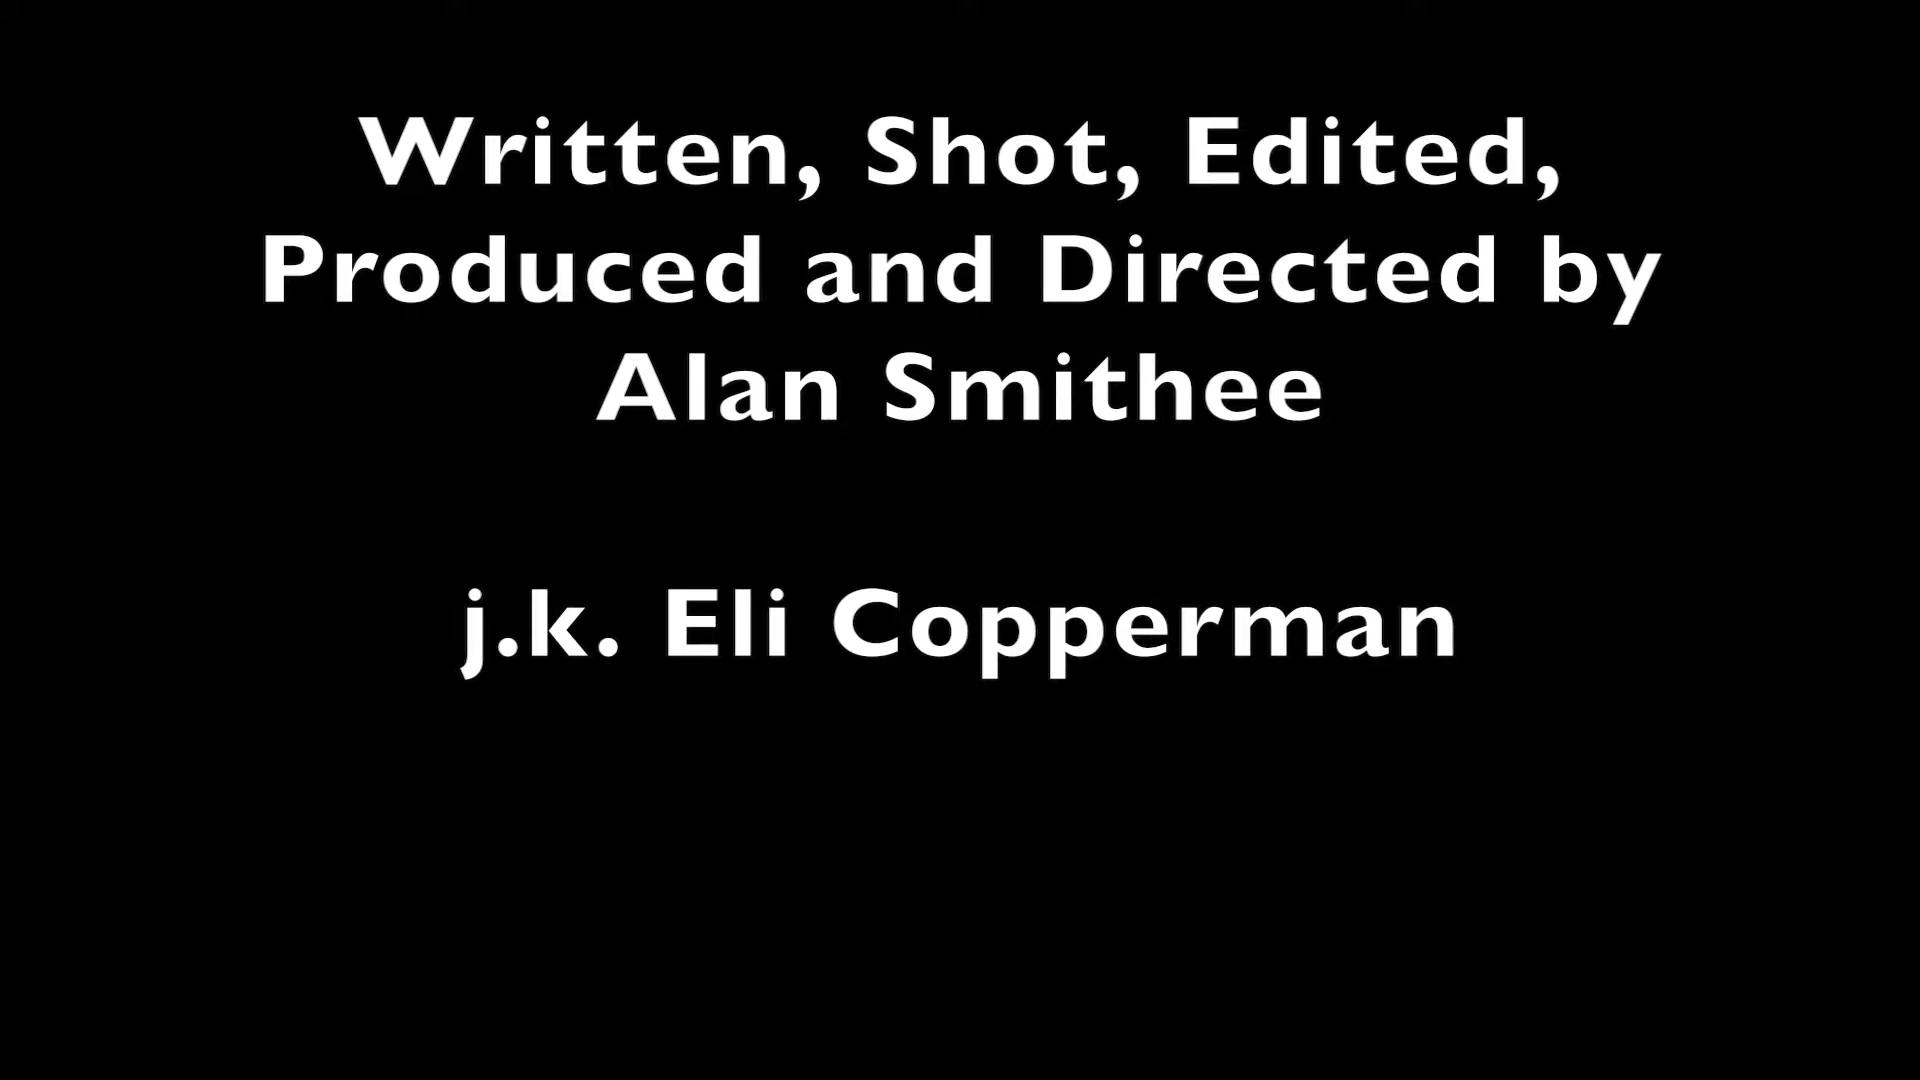 Written, Shot, Edited,
Produced and Directed by
Alan Smithee
j.k. Eli Copperman